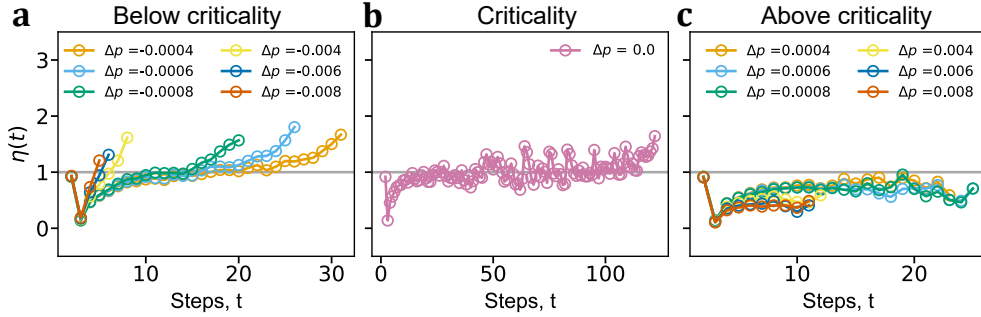 a Below criticality
η(t)
3
2
1
0
Δp =-0.0004
Δp =-0.0006
Δp =-0.0008
Δp =-0.004
Δp =-0.006
Δp =-0.008
10 20 30
Steps, t
b Criticality
Δp = 0.0
0 50 100
Steps, t
c Above criticality
Δp =0.0004
Δp =0.0006
Δp =0.0008
Δp =0.004
Δp =0.006
Δp =0.008
10 20
Steps, t